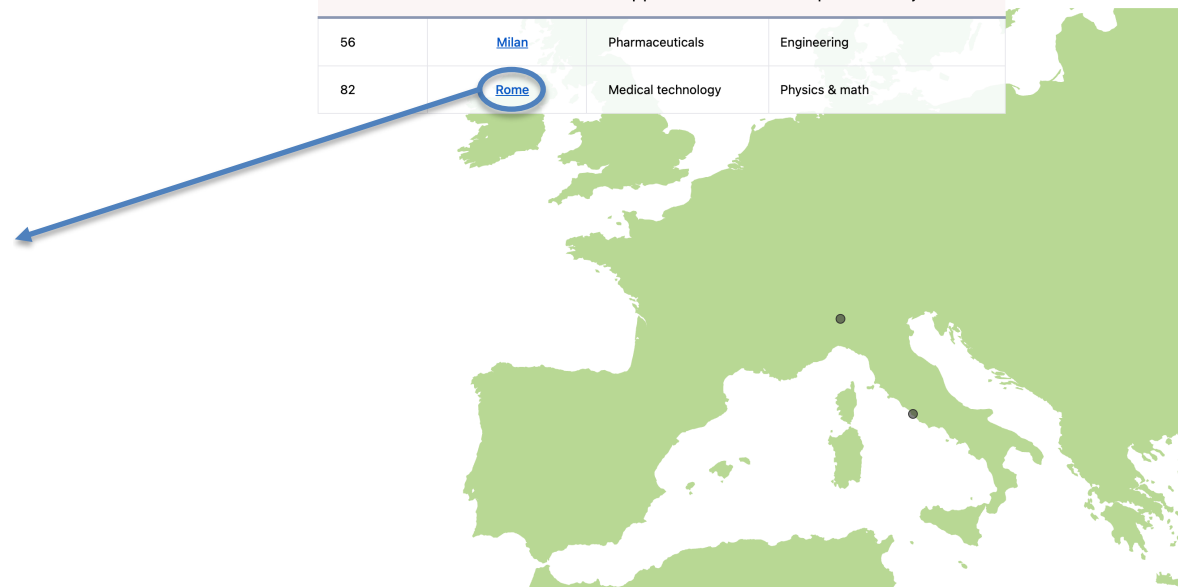 56 Milan Pharmaceuticals Engineering
82 Rome Medical technology Physics & math